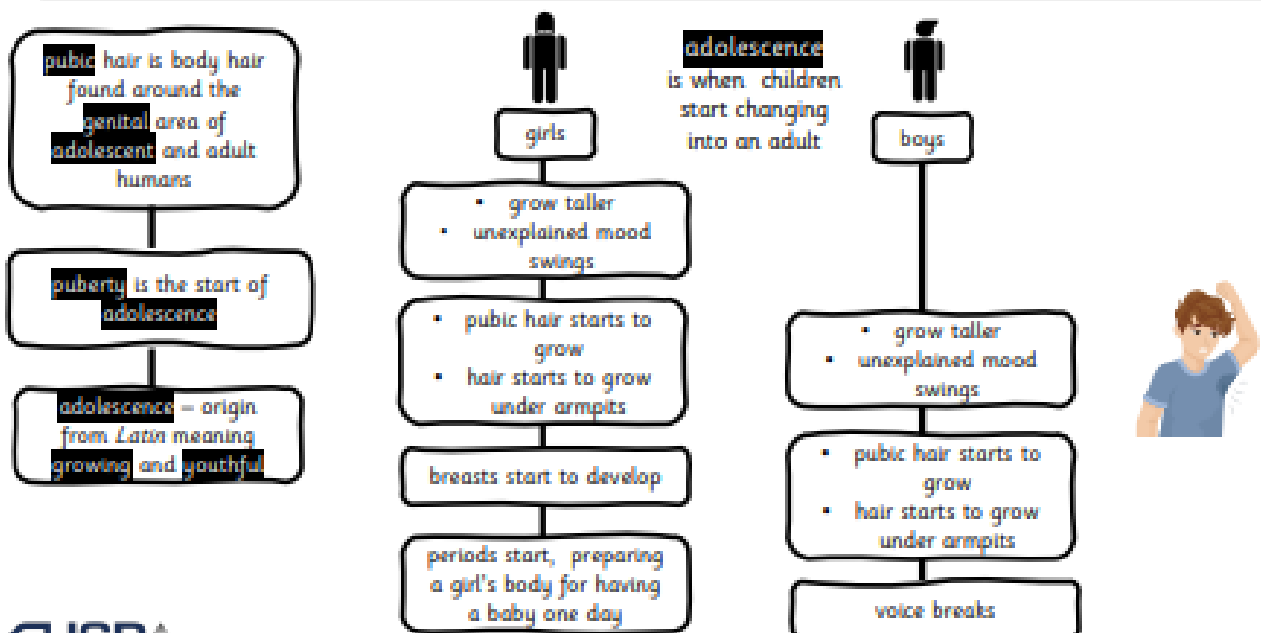 pubic hair is body hair
found around the
genital area of
adolescent and adult
humans
puberty is the start of
adolescence
adolescence – origin
from Latin meaning
growing and youthful
girls
• grow taller
• unexplained mood
swings
• pubic hair starts to
grow
• hair starts to grow
under armpits
breasts start to develop
periods start, preparing
a girl's body for having
a baby one day
adolescence
is when children
start changing
into an adult
boys
• grow taller
• unexplained mood
swings
• pubic hair starts to
grow
• hair starts to grow
under armpits
voice breaks